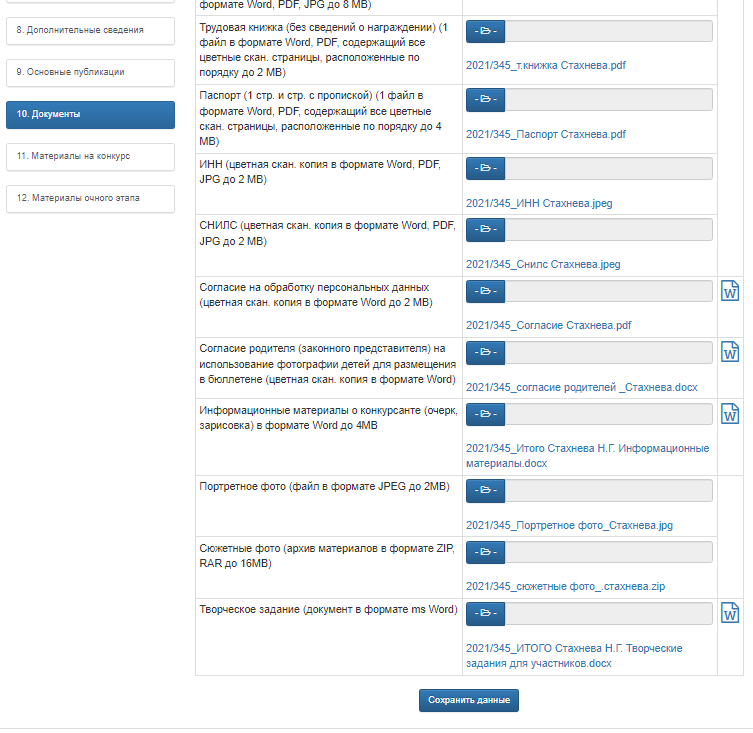 8. Дополнительные сведения
9. Основные публикации
10. Документы
11. Материалы на конкурс
12. Материалы очного этапа
формате Word, PDF, JPG до 8 MB)
Трудовая книжка (без сведений о награждении) (1
файл в формате Word, PDF, содержащий все
цветные скан. страницы, расположенные по
порядку до 2 MB)
2021/345_т.книжка Стахнева.pdf
Паспорт (1 стр. и стр. с пропиской) (1 файл в
формате Word, PDF, содержащий все цветные
скан. страницы, расположенные по порядку до 4
MB)
2021/345_Паспорт Стахнева.pdf
ИНН (цветная скан. копия в формате Word, PDF,
JPG до 2 MB)
2021/345_ИНН Стахнева.jpeg
СНИЛС (цветная скан. копия в формате Word, PDF,
JPG до 2 MB)
2021/345_Снилс Стахнева.jpeg
Согласие на обработку персональных данных
(цветная скан. копия в формате Word до 2 MB)
2021/345_Согласие Стахнева.pdf
Согласие родителя (законного представителя) на
использование фотографии детей для размещения
в бюллетене (цветная скан. копия в формате Word)
2021/345_согласие родителей _Стахнева.docx
Информационные материалы о конкурсанте (очерк,
зарисовка) в формате Word до 4MB
2021/345_Итого Стахнева Н.Г. Информационные
материалы.docx
Портретное фото (файл в формате JPEG до 2MB)
2021/345_Портретное фото_Стахнева.jpg
Сюжетные фото (архив материалов в формате ZIP,
RAR до 16MB)
2021/345_сюжетные фото_.стахнева.zip
Творческое задание (документ в формате ms Word)
2021/345_ИТОГО Стахнева Н.Г. Творческие
задания для участников.docx
Сохранить данные